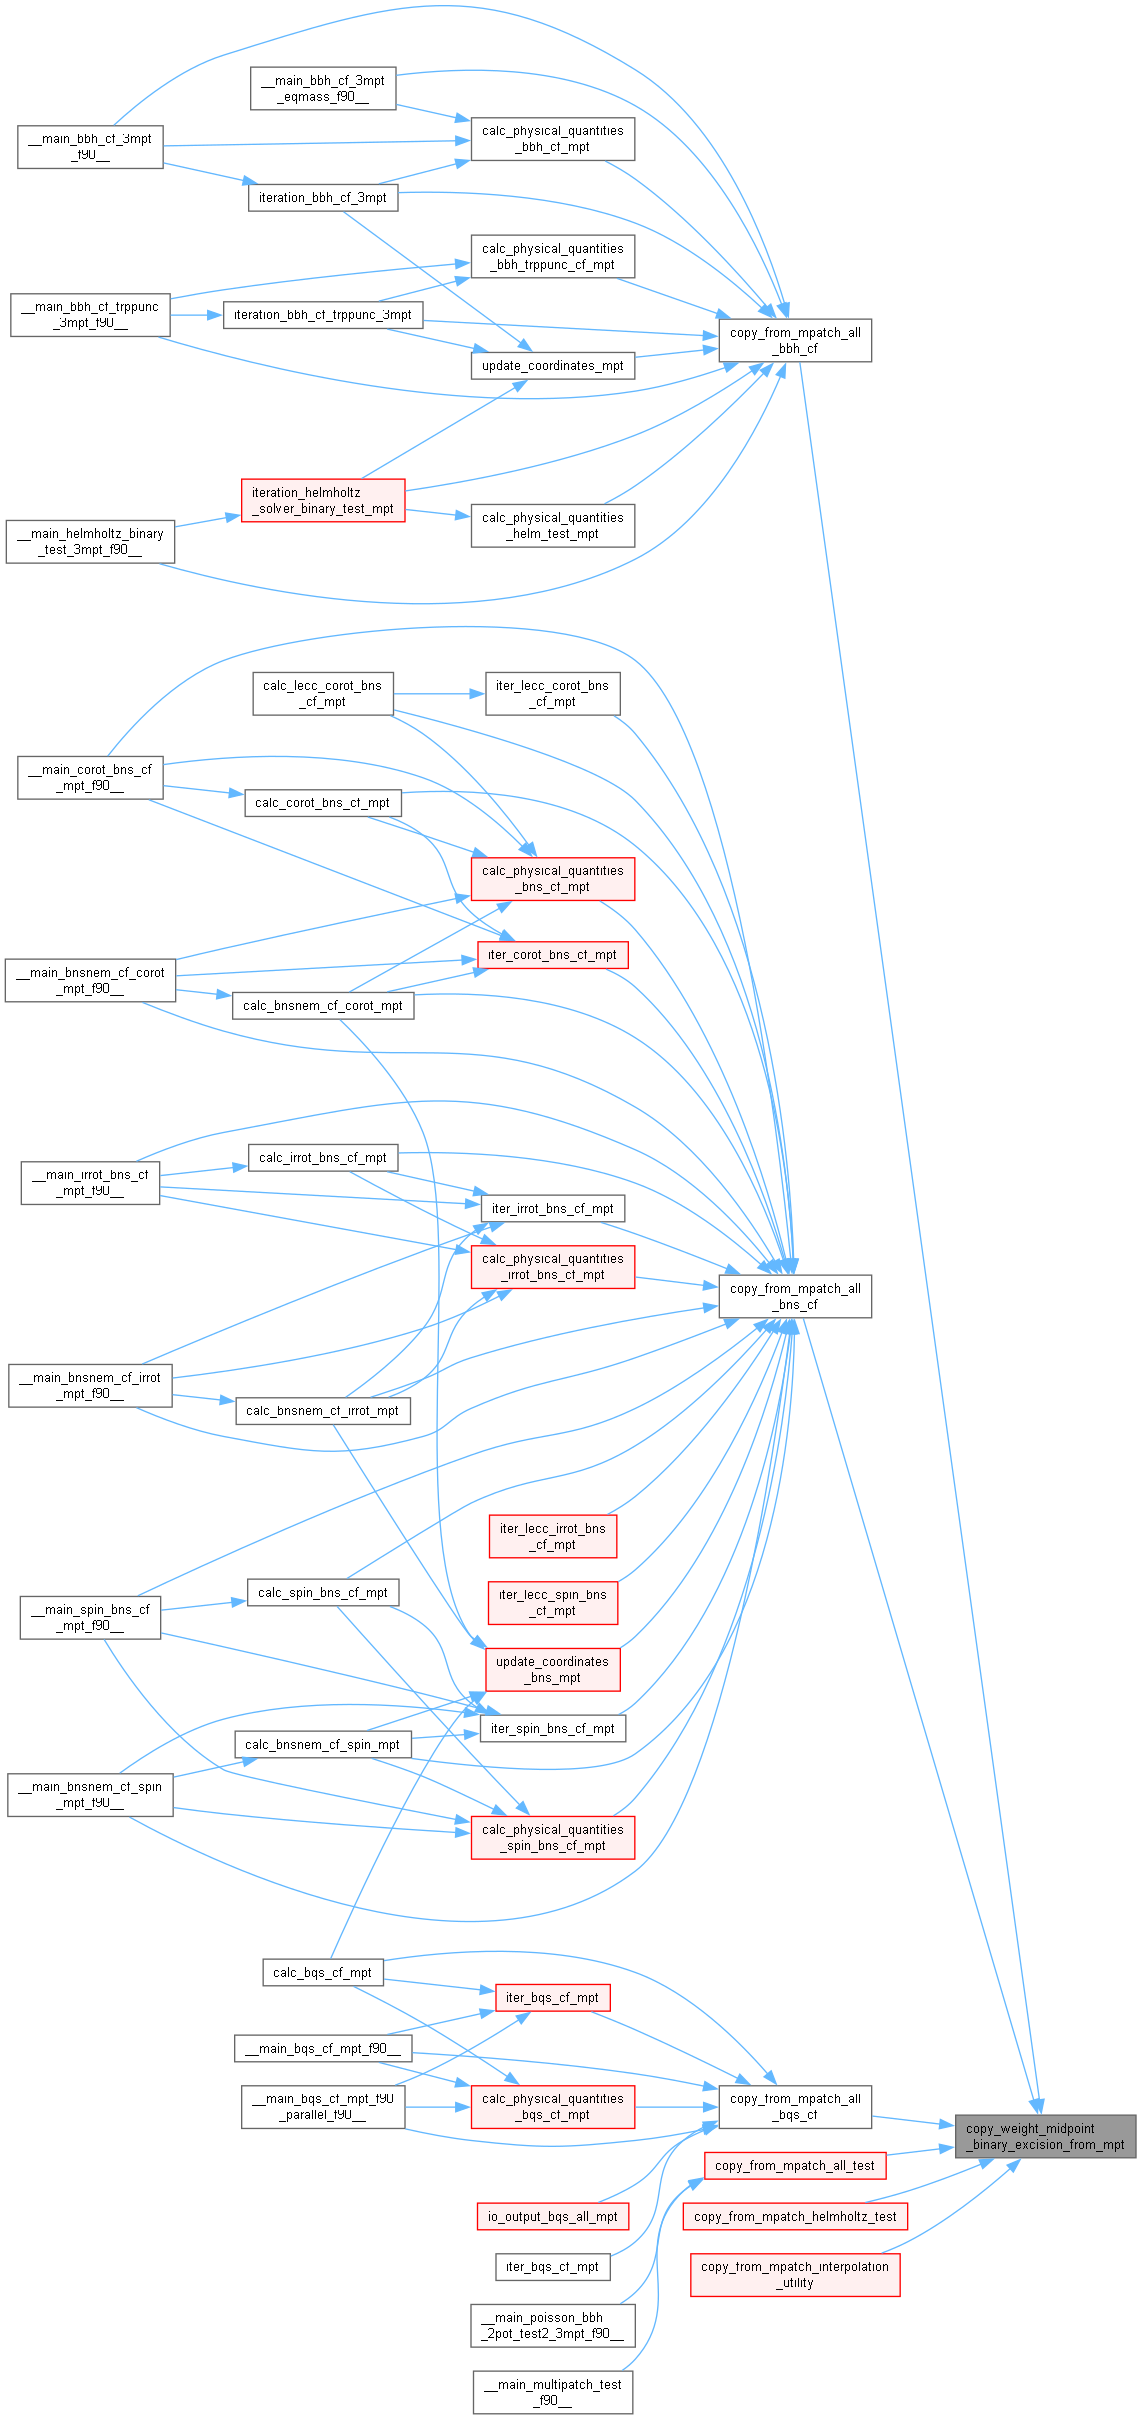 __main_bbh_cf_3mpt
_eqmass_f90__
calc_physical_quantities
_bbh_cf_mpt
__main_bbh_cf_3mpt
_f90__
iteration_bbh_cf_3mpt
calc_physical_quantities
_bbh_trppunc_cf_mpt
__main_bbh_cf_trppunc
_3mpt_f90__
iteration_bbh_cf_trppunc_3mpt
copy_from_mpatch_all
_bbh_cf
update_coordinates_mpt
iteration_helmholtz
_solver_binary_test_mpt
calc_physical_quantities
_helm_test_mpt
__main_helmholtz_binary
_test_3mpt_f90__
calc_lecc_corot_bns
_cf_mpt
iter_lecc_corot_bns
_cf_mpt
__main_corot_bns_cf
_mpt_f90__
calc_corot_bns_cf_mpt
calc_physical_quantities
_bns_cf_mpt
iter_corot_bns_cf_mpt
__main_bnsnem_cf_corot
_mpt_f90__
calc_bnsnem_cf_corot_mpt
calc_irrot_bns_cf_mpt
__main_irrot_bns_cf
_mpt_f90__
iter_irrot_bns_cf_mpt
calc_physical_quantities
_irrot_bns_cf_mpt
copy_from_mpatch_all
_bns_cf
__main_bnsnem_cf_irrot
_mpt_f90__
calc_bnsnem_cf_irrot_mpt
iter_lecc_irrot_bns
_cf_mpt
iter_lecc_spin_bns
_cf_mpt
calc_spin_bns_cf_mpt
__main_spin_bns_cf
_mpt_f90__
update_coordinates
_bns_mpt
iter_spin_bns_cf_mpt
calc_bnsnem_cf_spin_mpt
__main_bnsnem_cf_spin
_mpt_f90__
calc_physical_quantities
_spin_bns_cf_mpt
calc_bqs_cf_mpt
iter_bqs_cf_mpt
__main_bqs_cf_mpt_f90__
__main_bqs_cf_mpt_f90
_parallel_f90__
calc_physical_quantities
_bqs_cf_mpt
copy_from_mpatch_all
_bqs_cf
copy_weight_midpoint
_binary_excision_from_mpt
copy_from_mpatch_all_test
io_output_bqs_all_mpt
copy_from_mpatch_helmholtz_test
iter_bqs_cf_mpt
copy_from_mpatch_interpolation
_utility
__main_poisson_bbh
_2pot_test2_3mpt_f90__
__main_multipatch_test
_f90__